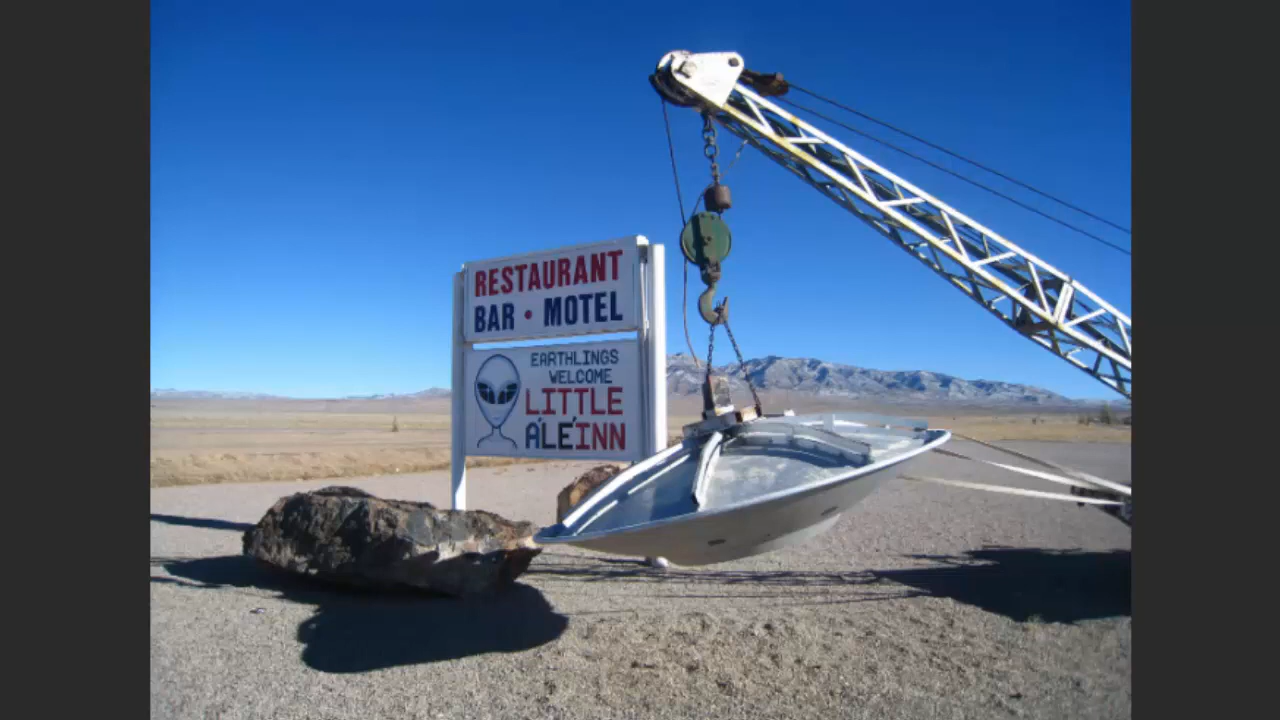 RESTAURANT
BAR • MOTEL
EARTHLINGS
WELCOME
LITTLE
A'LE'INN